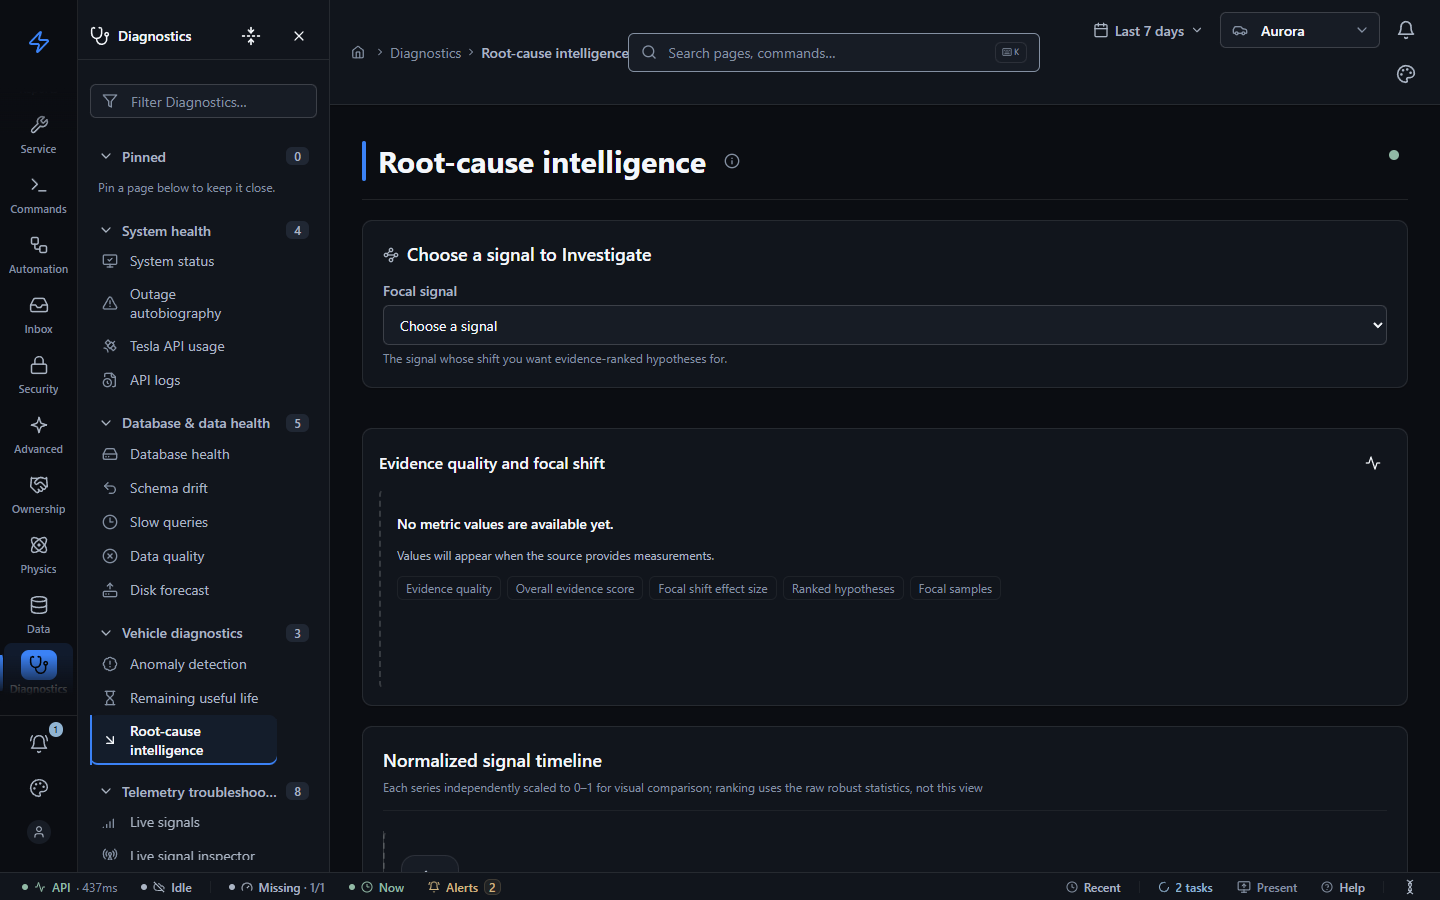 Diagnostics
Filter Diagnostics...
Pinned 0
Pin a page below to keep it close.
System health 4
System status
Outage
autobiography
Tesla API usage
API logs
Database & data health 5
Database health
Schema drift
Slow queries
Data quality
Disk forecast
Vehicle diagnostics 3
Anomaly detection
Remaining useful life
Root-cause
intelligence
Telemetry troubleshoo... 8
Live signals
Live signal inspector
Service
Commands
Automation
Inbox
Security
Advanced
Ownership
Physics
Data
Diagnostics
1
Diagnostics > Root-cause intelligence
Search pages, commands...
K
Last 7 days
Aurora
Root-cause intelligence
Choose a signal to Investigate
Focal signal
Choose a signal
The signal whose shift you want evidence-ranked hypotheses for.
Evidence quality and focal shift
No metric values are available yet.
Values will appear when the source provides measurements.
Evidence quality Overall evidence score Focal shift effect size Ranked hypotheses Focal samples
Normalized signal timeline
Each series independently scaled to 0–1 for visual comparison; ranking uses the raw robust statistics, not this view
API · 437ms Idle Missing · 1/1 Now Alerts 2 Recent 2 tasks Present Help